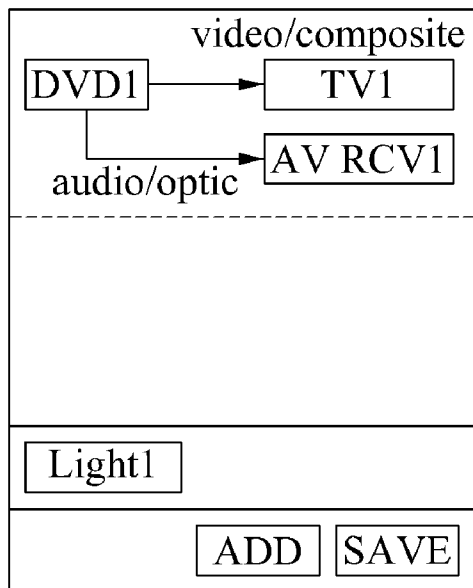 video/composite
DVD1
TV1
AV RCV1
audio/optic
Light1
ADD
SAVE